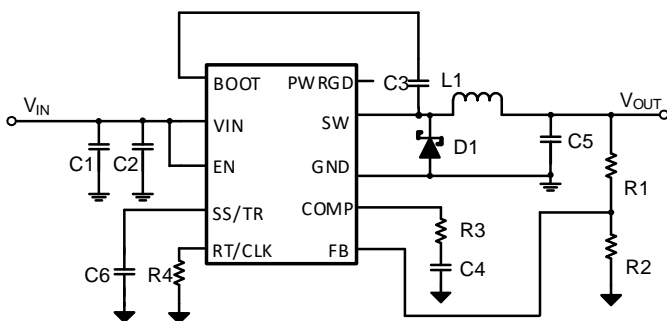 BOOT
PWRGD
C3
L1
VIN
VIN
SW
VOUT
C1
C2
D1
C5
EN
GND
R1
SS/TR
COMP
R3
C6
R4
RT/CLK
FB
C4
R2